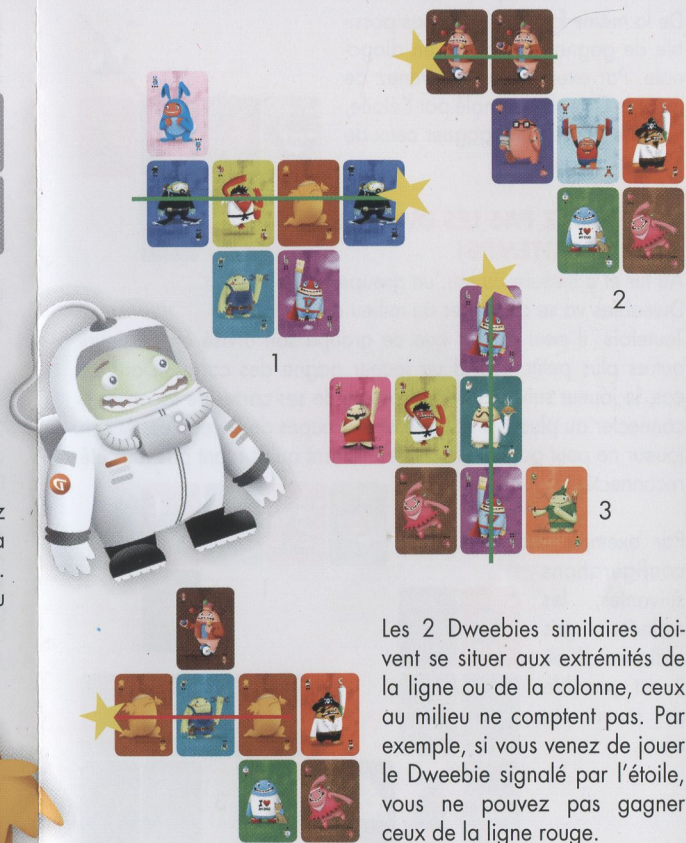 2
1
3
z
a
.
u
Les 2 Dweebies similaires doi-
vent se situer aux extrémités de
la ligne ou de la colonne, ceux
au milieu ne comptent pas. Par
exemple, si vous venez de jouer
le Dweebie signalé par l'étoile,
vous ne pouvez pas gagner
ceux de la ligne rouge.